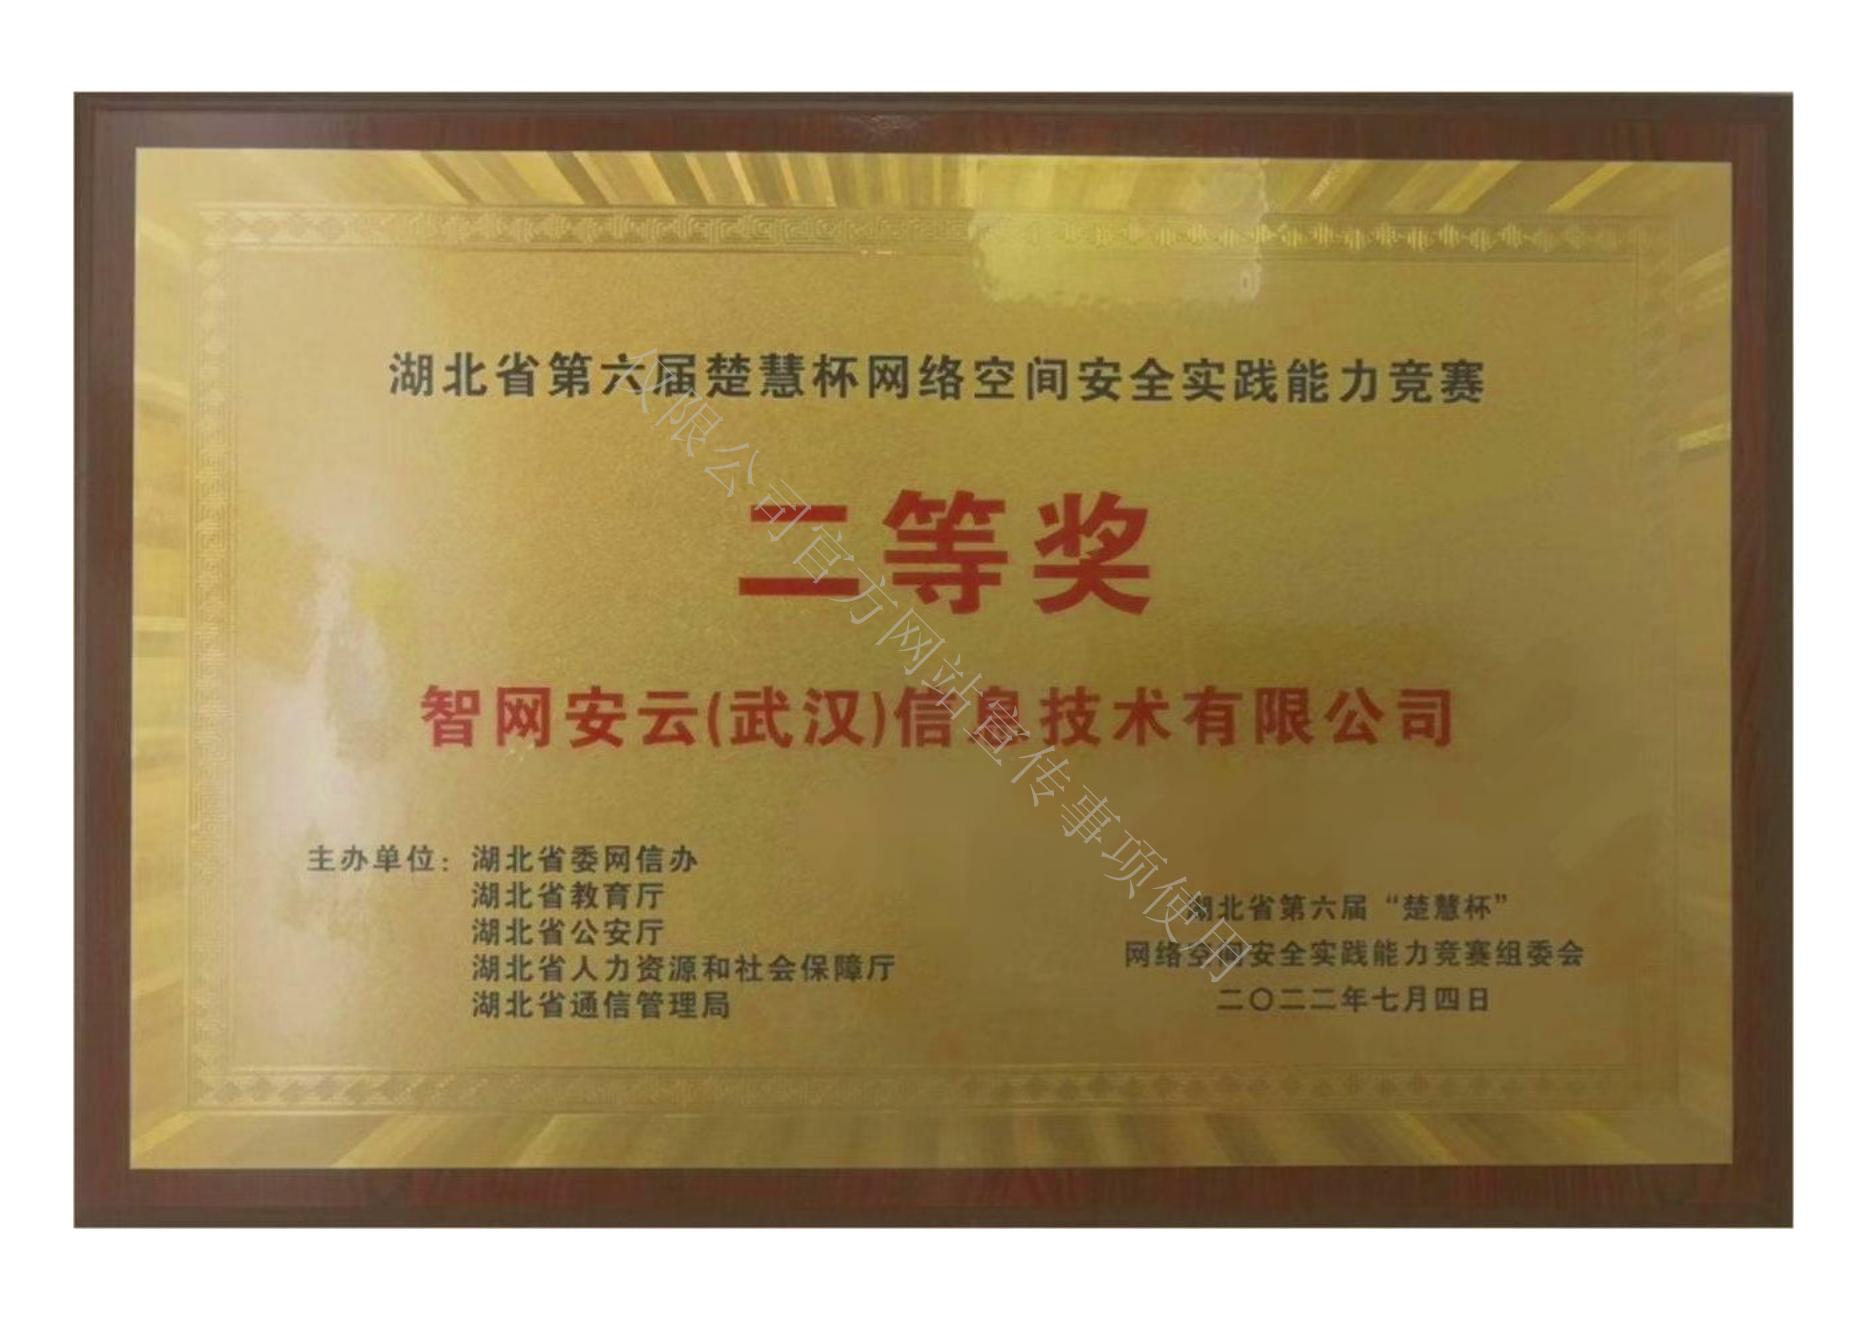 湖北省第六届楚慧杯网络空间安全实践能力竞赛
二等奖
智网安云(武汉)信息技术有限公司
主办单位：湖北省委网信办
湖北省教育厅
湖北省公安厅
湖北省人力资源和社会保障厅
湖北省通信管理局
湖北省第六届“楚慧杯”
网络空间安全实践能力竞赛组委会
二〇二二年七月四日
仅限公司官方网站宣传事项使用